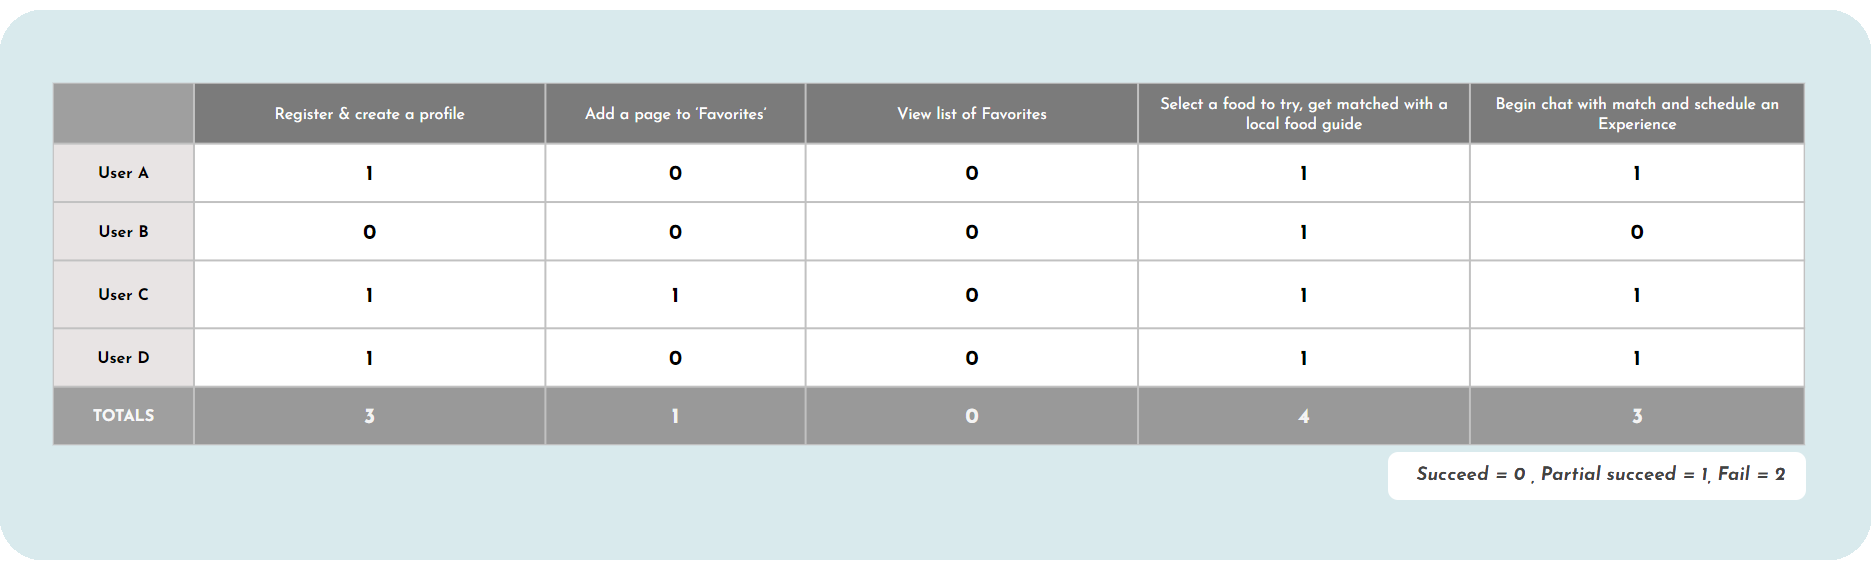 Register & create a profile
Add a page to ‘Favorites’
View list of Favorites
Select a food to try, get matched with a
local food guide
Begin chat with match and schedule an
Experience
User A 1 0 0 1 1
User B 0 0 0 1 0
User C 1 1 0 1 1
User D 1 0 0 1 1
TOTALS 3 1 0 4 3
Succeed = 0 , Partial succeed = 1, Fail = 2